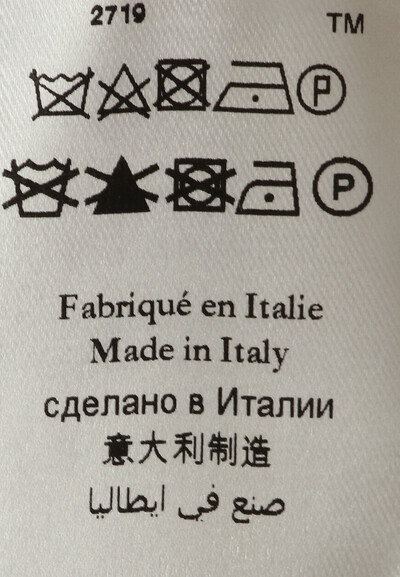 2719 TM
P
P
Fabriqué en Italie
Made in Italy
сделано в Италии
意大利制造
صنع في ايطاليا